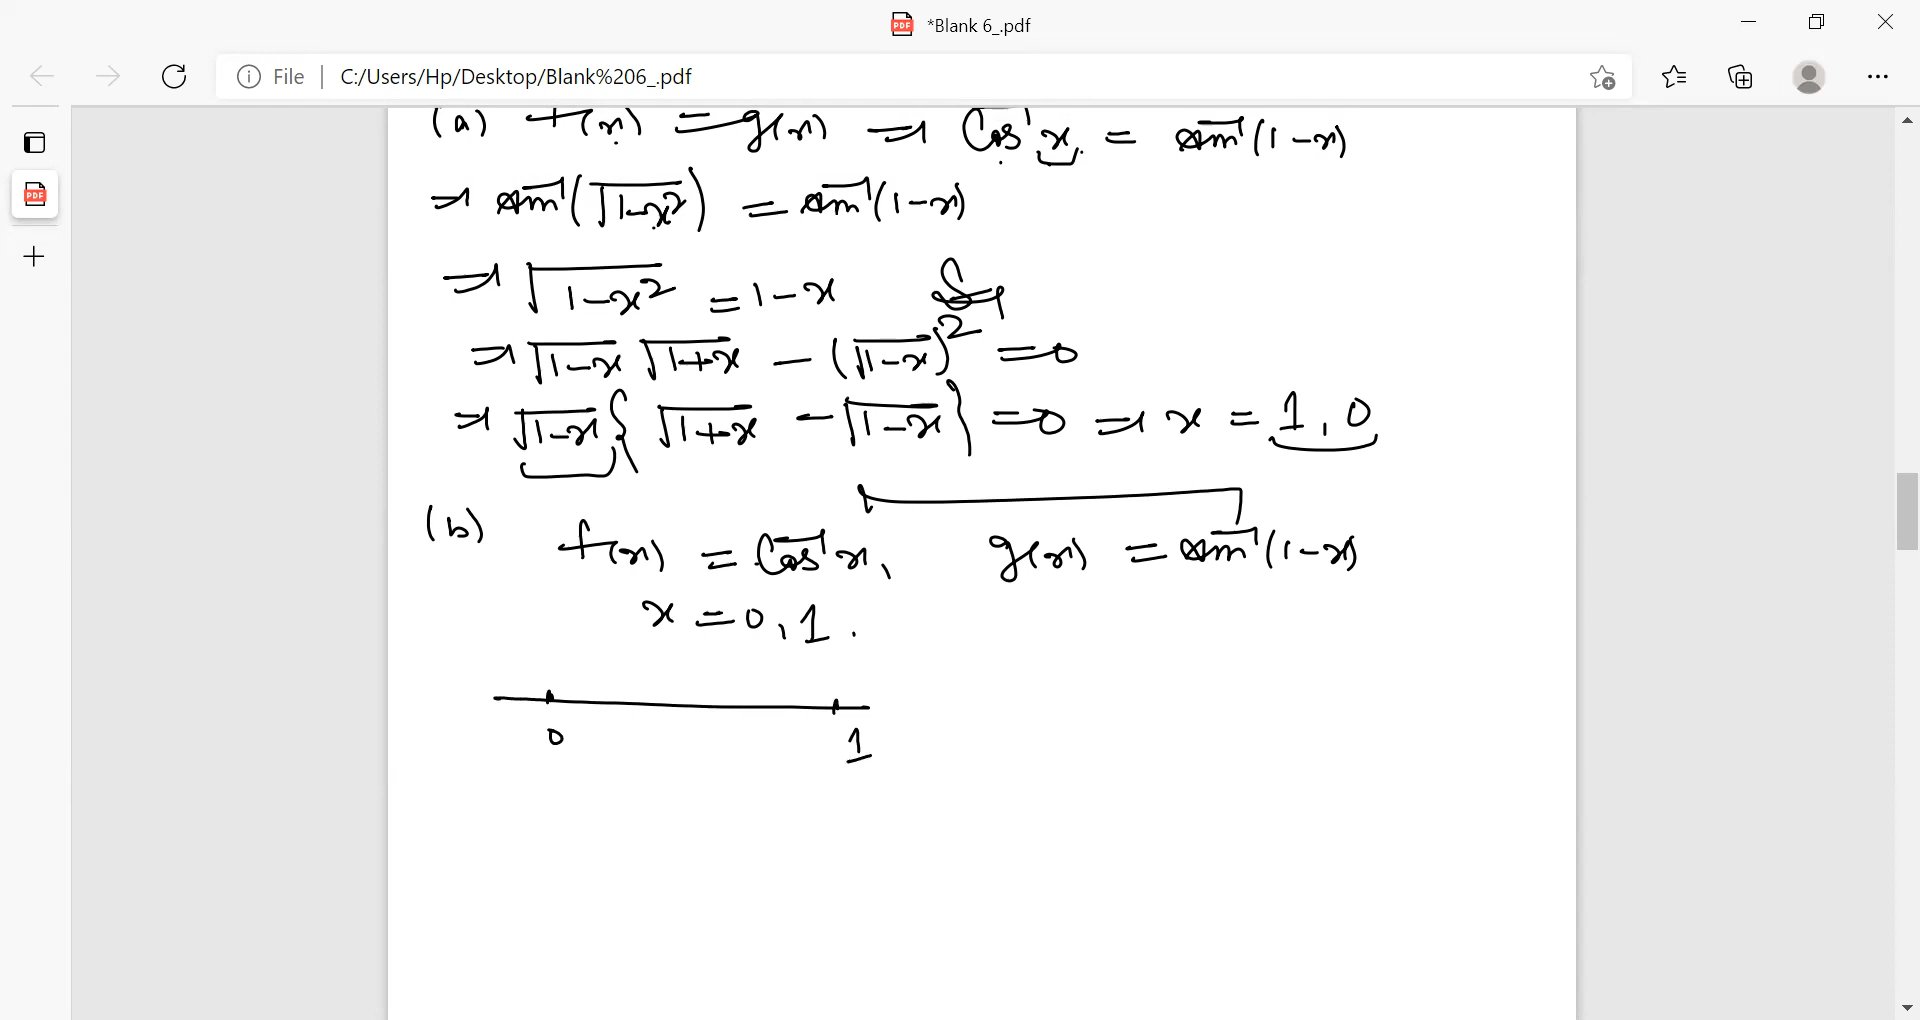 *Blank 6_.pdf
File | C:/Users/Hp/Desktop/Blank%206_.pdf
(a) f(x) = g(x) ⇒ Cos⁻¹x = sin⁻¹(1-x)
⇒ sin⁻¹(√(1-x²)) = sin⁻¹(1-x)
⇒ √(1-x²) = 1-x
⇒ √(1-x) √(1+x) - (√(1-x))² = 0
⇒ √(1-x) { √(1+x) - √(1-x) } = 0 ⇒ x = 1, 0
(b) f(x) = Cos⁻¹x, g(x) = sin⁻¹(1-x)
x = 0, 1.
0 1